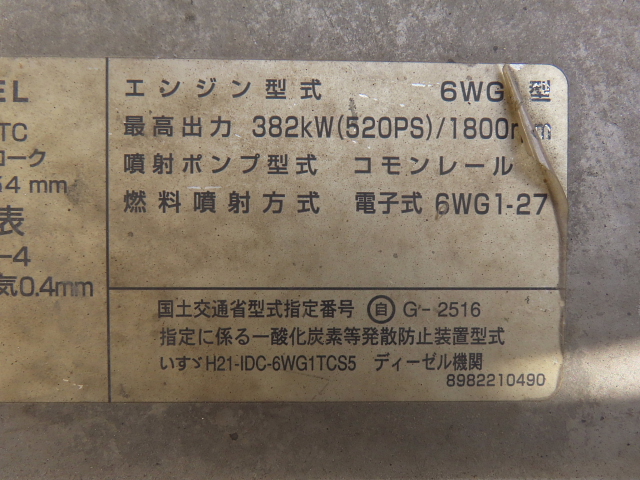 EL
TC
ローク
54 mm
表
-4
気0.4mm
エンジン型式 6WG 型
最高出力 382kW(520PS)/1800rpm
噴射ポンプ型式 コモンレール
燃料噴射方式 電子式 6WG1-27
国土交通省型式指定番号 自 G-2516
指定に係る一酸化炭素等発散防止装置型式
いすゞH21-IDC-6WG1TCS5 ディーゼル機関
8982210490